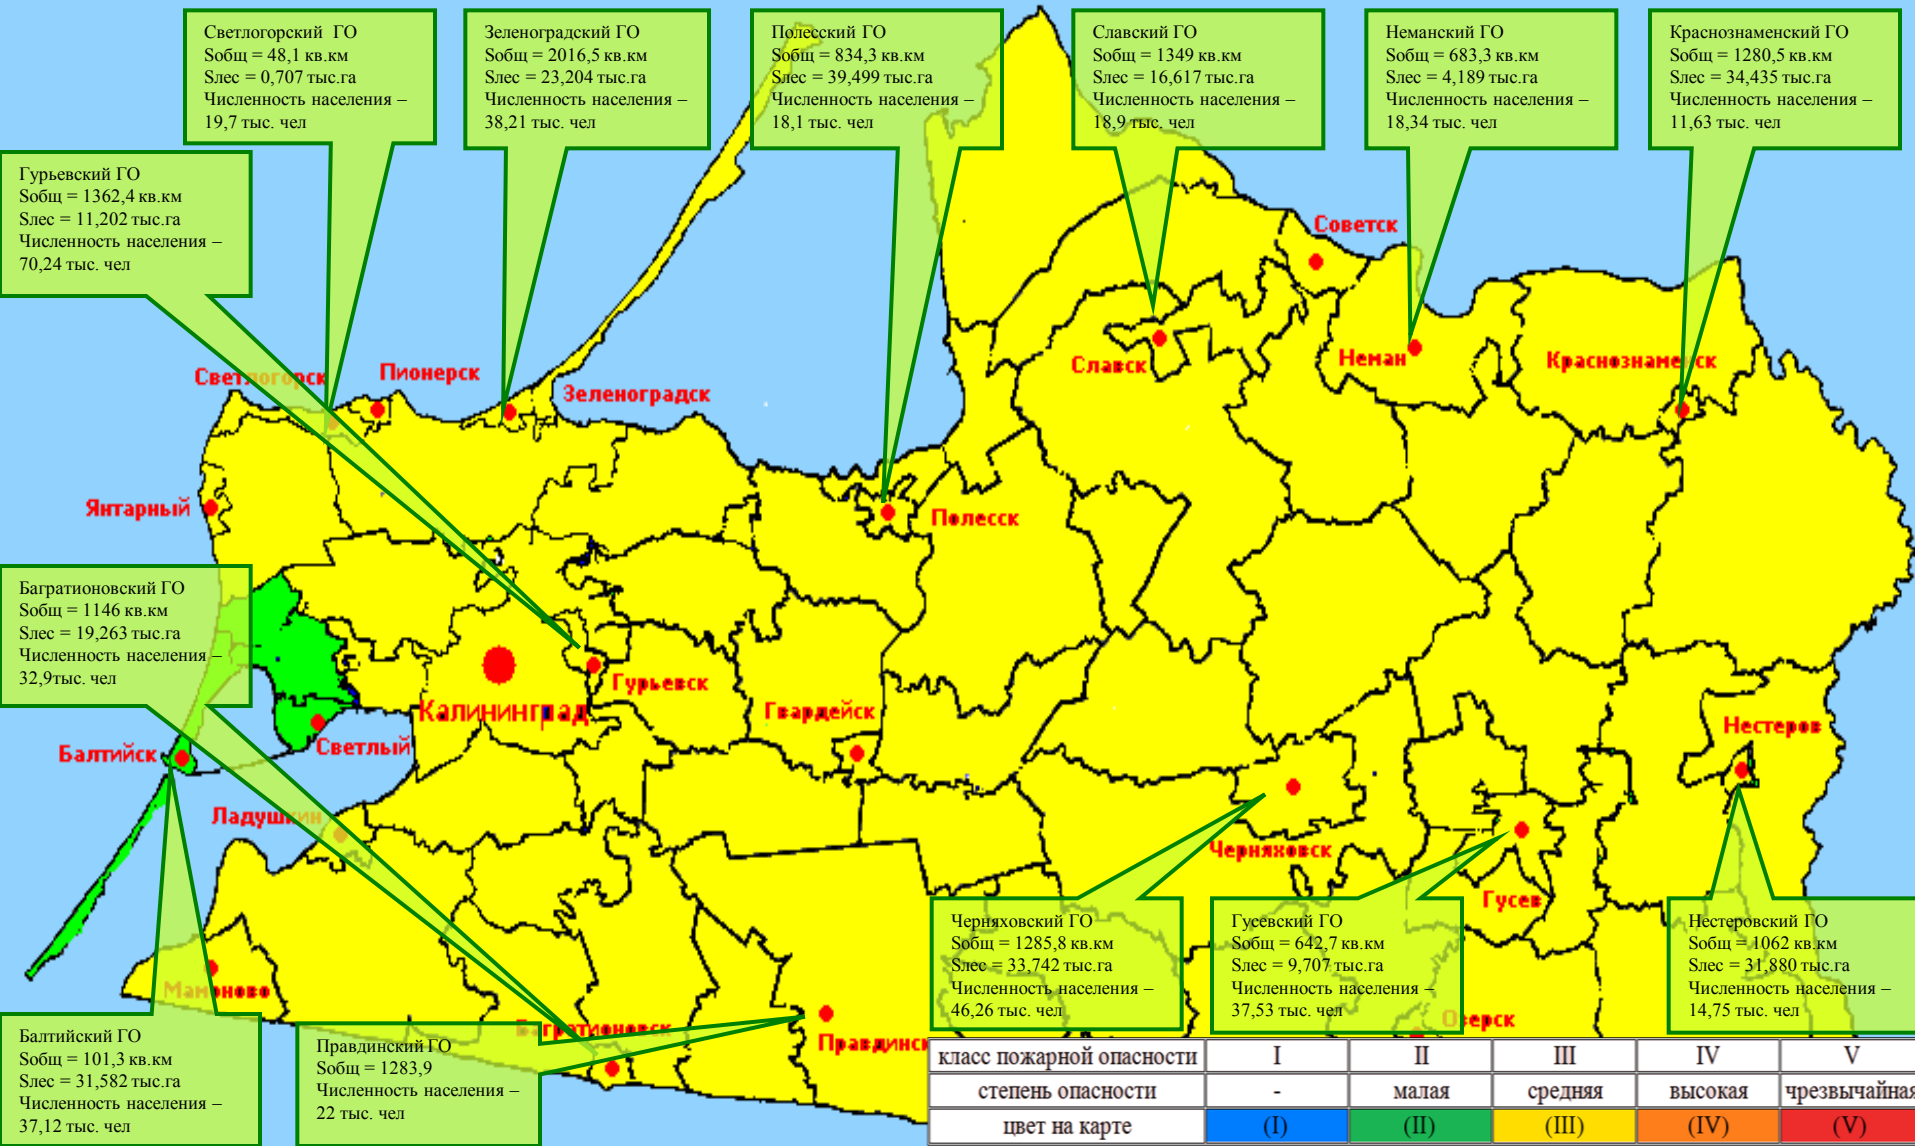 Светлогорский ГО
Sобщ = 48,1 кв.км
Sлес = 0,707 тыс.га
Численность населения –
19,7 тыс. чел
Зеленоградский ГО
Sобщ = 2016,5 кв.км
Sлес = 23,204 тыс.га
Численность населения –
38,21 тыс. чел
Полесский ГО
Sобщ = 834,3 кв.км
Sлес = 39,499 тыс.га
Численность населения –
18,1 тыс. чел
Славский ГО
Sобщ = 1349 кв.км
Sлес = 16,617 тыс.га
Численность населения –
18,9 тыс. чел
Неманский ГО
Sобщ = 683,3 кв.км
Sлес = 4,189 тыс.га
Численность населения –
18,34 тыс. чел
Краснознаменский ГО
Sобщ = 1280,5 кв.км
Sлес = 34,435 тыс.га
Численность населения –
11,63 тыс. чел
Гурьевский ГО
Sобщ = 1362,4 кв.км
Sлес = 11,202 тыс.га
Численность населения –
70,24 тыс. чел
Советск
Светлогорск
Пионерск
Зеленоградск
Славск
Неман
Краснознаменск
Янтарный
Полесск
Багратионовский ГО
Sобщ = 1146 кв.км
Sлес = 19,263 тыс.га
Численность населения –
32,9тыс. чел
Гурьевск
Калининград
Гвардейск
Нестеров
Балтийск
Светлый
Ладушкин
Черняховск
Гусев
Мамоново
Багратионовск
Правдинск
Озерск
Черняховский ГО
Sобщ = 1285,8 кв.км
Sлес = 33,742 тыс.га
Численность населения –
46,26 тыс. чел
Гусевский ГО
Sобщ = 642,7 кв.км
Sлес = 9,707 тыс.га
Численность населения –
37,53 тыс. чел
Нестеровский ГО
Sобщ = 1062 кв.км
Sлес = 31,880 тыс.га
Численность населения –
14,75 тыс. чел
Балтийский ГО
Sобщ = 101,3 кв.км
Sлес = 31,582 тыс.га
Численность населения –
37,12 тыс. чел
Правдинский ГО
Sобщ = 1283,9
Численность населения –
22 тыс. чел
класс пожарной опасности I II III IV V
степень опасности - малая средняя высокая чрезвычайная
цвет на карте (I) (II) (III) (IV) (V)